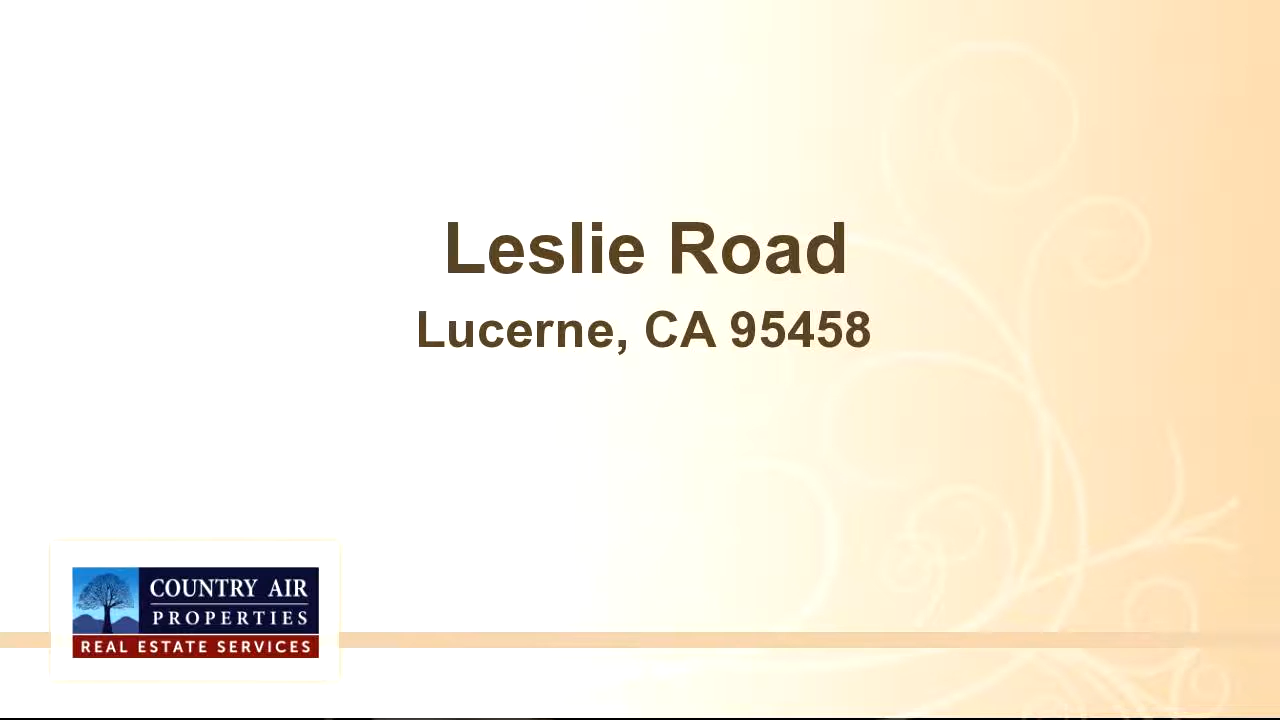 Leslie Road
Lucerne, CA 95458
COUNTRY AIR
PROPERTIES
REAL ESTATE SERVICES